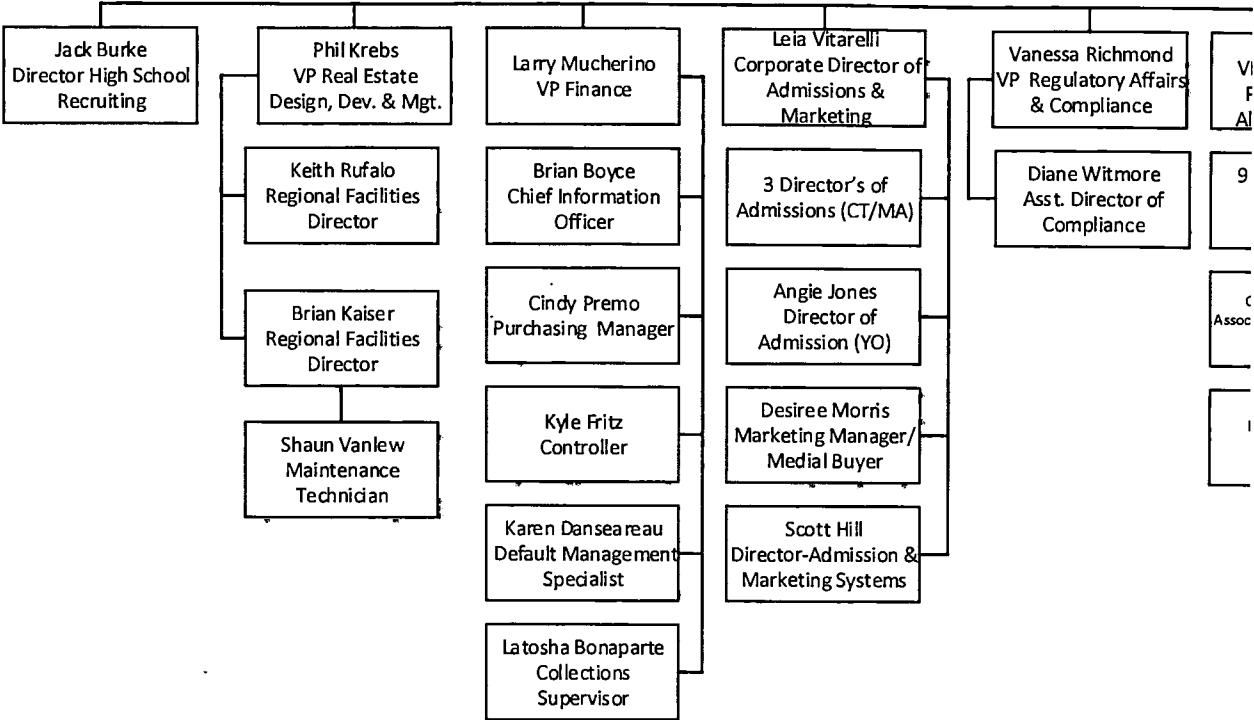 Jack Burke
Director High School
Recruiting
Phil Krebs
VP Real Estate
Design, Dev. & Mgt.
Keith Rufalo
Regional Facilities
Director
Brian Kaiser
Regional Facilities
Director
Shaun Vanlew
Maintenance
Technician
Larry Mucherino
VP Finance
Brian Boyce
Chief Information
Officer
Cindy Premo
Purchasing Manager
Kyle Fritz
Controller
Karen Danseareau
Default Management
Specialist
Latosha Bonaparte
Collections
Supervisor
Leia Vitarelli
Corporate Director of
Admissions &
Marketing
3 Director's of
Admissions (CT/MA)
Angie Jones
Director of
Admission (YO)
Desiree Morris
Marketing Manager/
Medial Buyer
Scott Hill
Director-Admission &
Marketing Systems
Vanessa Richmond
VP Regulatory Affairs
& Compliance
Diane Witmore
Asst. Director of
Compliance
9